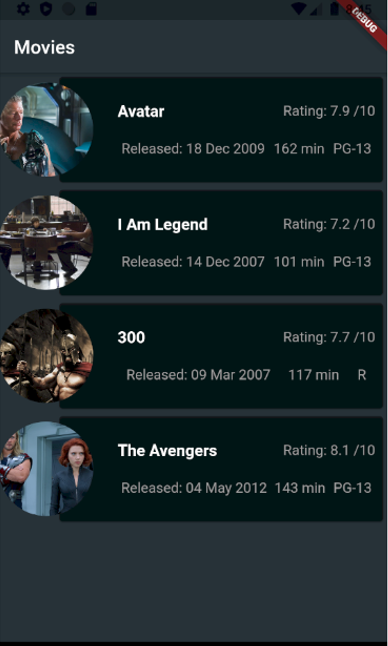 DEBUG
Movies
Avatar Rating: 7.9 /10
Released: 18 Dec 2009 162 min PG-13
I Am Legend Rating: 7.2 /10
Released: 14 Dec 2007 101 min PG-13
300 Rating: 7.7 /10
Released: 09 Mar 2007 117 min R
The Avengers Rating: 8.1 /10
Released: 04 May 2012 143 min PG-13